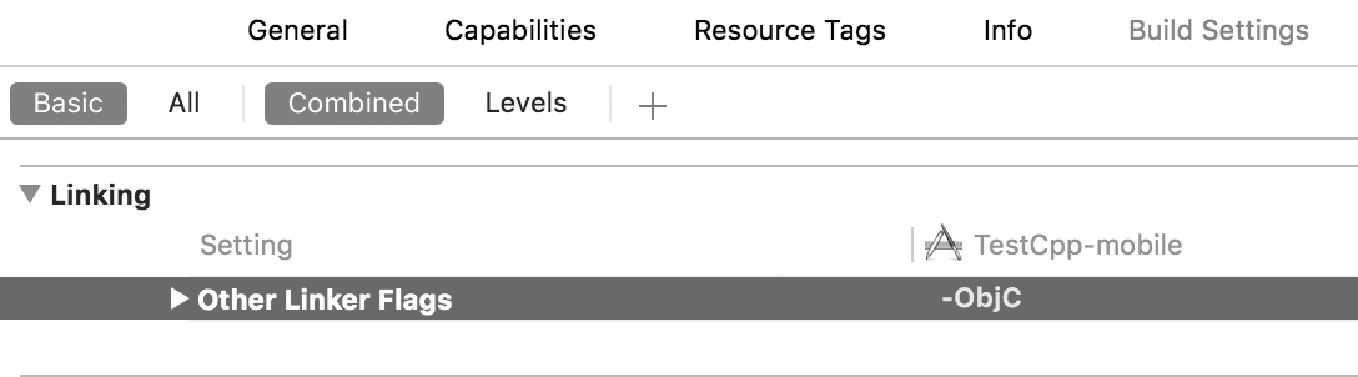 General Capabilities Resource Tags Info Build Settings
Basic All Combined Levels +
Linking
Setting TestCpp-mobile
Other Linker Flags -ObjC